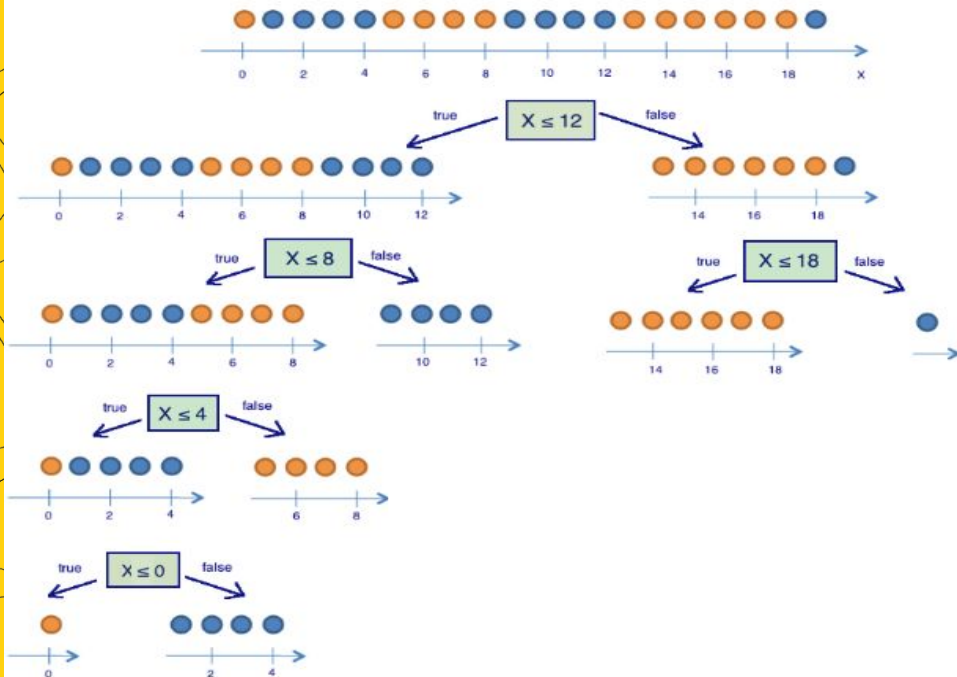 0 2 4 6 8 10 12 14 16 18 X
true X ≤ 12 false
0 2 4 6 8 10 12
14 16 18
true X ≤ 8 false
true X ≤ 18 false
0 2 4 6 8
10 12
14 16 18
true X ≤ 4 false
0 2 4
6 8
true X ≤ 0 false
0
2 4